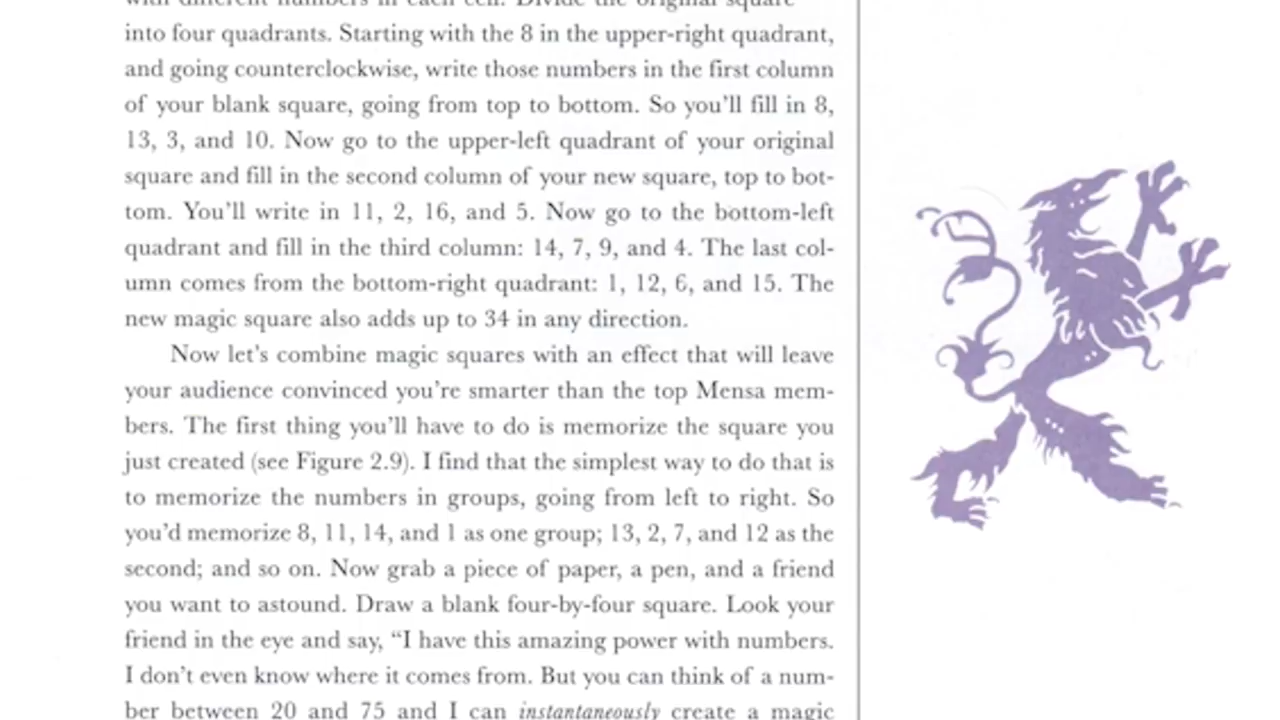 with different numbers in each cell. Divide the original square
into four quadrants. Starting with the 8 in the upper-right quadrant,
and going counterclockwise, write those numbers in the first column
of your blank square, going from top to bottom. So you’ll fill in 8,
13, 3, and 10. Now go to the upper-left quadrant of your original
square and fill in the second column of your new square, top to bot-
tom. You’ll write in 11, 2, 16, and 5. Now go to the bottom-left
quadrant and fill in the third column: 14, 7, 9, and 4. The last col-
umn comes from the bottom-right quadrant: 1, 12, 6, and 15. The
new magic square also adds up to 34 in any direction.
Now let’s combine magic squares with an effect that will leave
your audience convinced you’re smarter than the top Mensa mem-
bers. The first thing you’ll have to do is memorize the square you
just created (see Figure 2.9). I find that the simplest way to do that is
to memorize the numbers in groups, going from left to right. So
you’d memorize 8, 11, 14, and 1 as one group; 13, 2, 7, and 12 as the
second; and so on. Now grab a piece of paper, a pen, and a friend
you want to astound. Draw a blank four-by-four square. Look your
friend in the eye and say, “I have this amazing power with numbers.
I don’t even know where it comes from. But you can think of a num-
ber between 20 and 75 and I can instantaneously create a magic